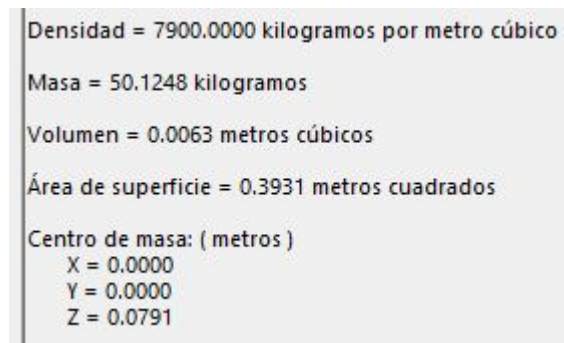 Densidad = 7900.0000 kilogramos por metro cúbico
Masa = 50.1248 kilogramos
Volumen = 0.0063 metros cúbicos
Área de superficie = 0.3931 metros cuadrados
Centro de masa: ( metros )
X = 0.0000
Y = 0.0000
Z = 0.0791